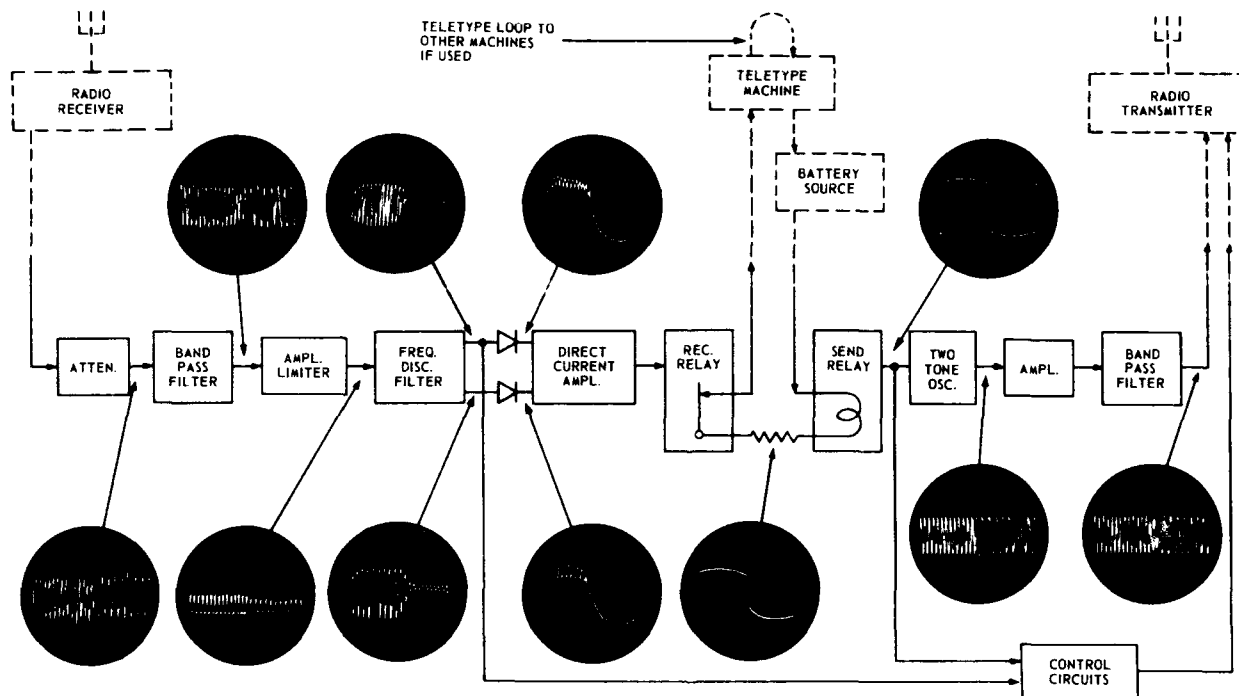 TELETYPE LOOP TO
OTHER MACHINES
IF USED
RADIO
RECEIVER
TELETYPE
MACHINE
RADIO
TRANSMITTER
BATTERY
SOURCE
ATTEN.
BAND
PASS
FILTER
AMPL.
LIMITER
FREQ.
DISC.
FILTER
DIRECT
CURRENT
AMPL.
REC.
RELAY
SEND
RELAY
TWO
TONE
OSC.
AMPL.
BAND
PASS
FILTER
CONTROL
CIRCUITS